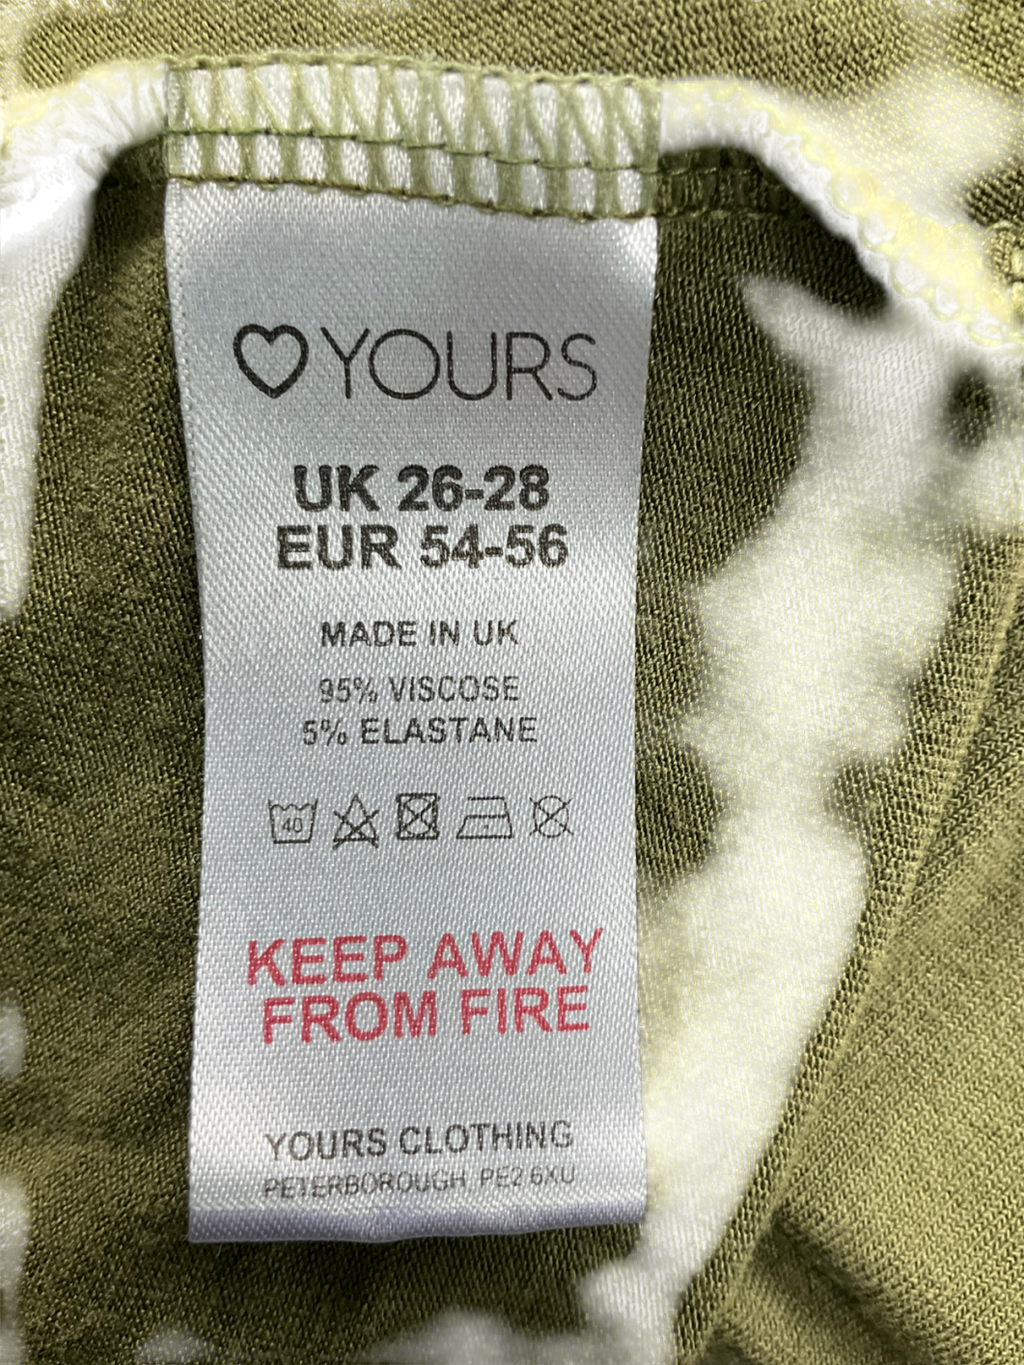 YOURS
UK 26-28
EUR 54-56
MADE IN UK
95% VISCOSE
5% ELASTANE
40
KEEP AWAY
FROM FIRE
YOURS CLOTHING
PETERBOROUGH, PE2 6XU